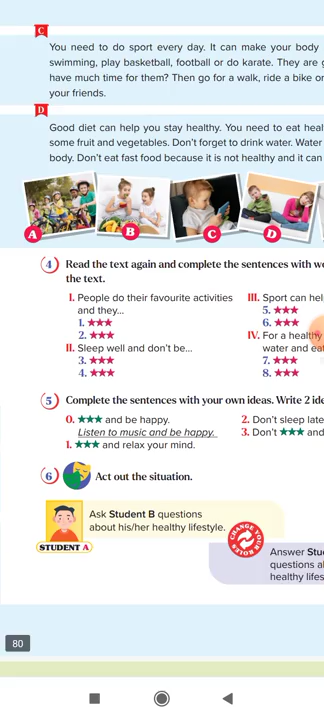 C
You need to do sport every day. It can make your body
swimming, play basketball, football or do karate. They are
have much time for them? Then go for a walk, ride a bike or
your friends.
D
Good diet can help you stay healthy. You need to eat
some fruit and vegetables. Don't forget to drink water. Water
body. Don't eat fast food because it is not healthy and it can
A
B
C
D
4 Read the text again and complete the sentences with
the text.
I. People do their favourite activities
and they...
1. ★★★
2. ★★★
II. Sleep well and don't be...
3. ★★★
4. ★★★
III. Sport can
5. ★★★
6. ★★★
IV. For a healthy
water and
7. ★★★
8. ★★★
5 Complete the sentences with your own ideas. Write 2
0. ★★★ and be happy.
Listen to music and be happy.
1. ★★★ and relax your mind.
2. Don't sleep late
3. Don't ★★★ and
6 Act out the situation.
Ask Student B questions
about his/her healthy lifestyle.
STUDENT A
CHANGE YOUR ROLES
Answer
questions
healthy
80